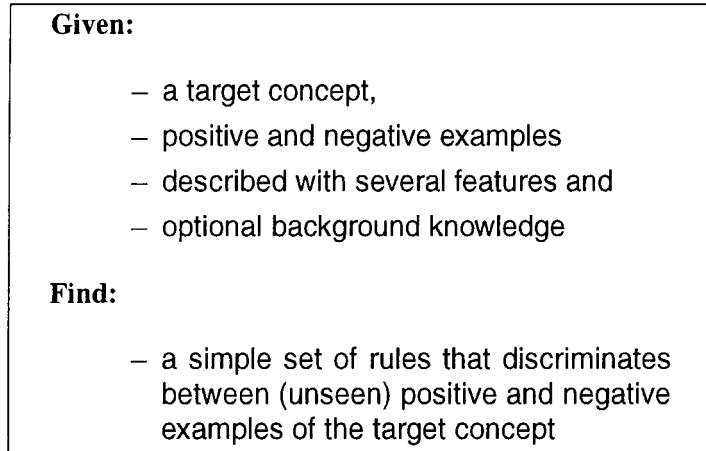 Given:
– a target concept,
– positive and negative examples
– described with several features and
– optional background knowledge
Find:
– a simple set of rules that discriminates
between (unseen) positive and negative
examples of the target concept